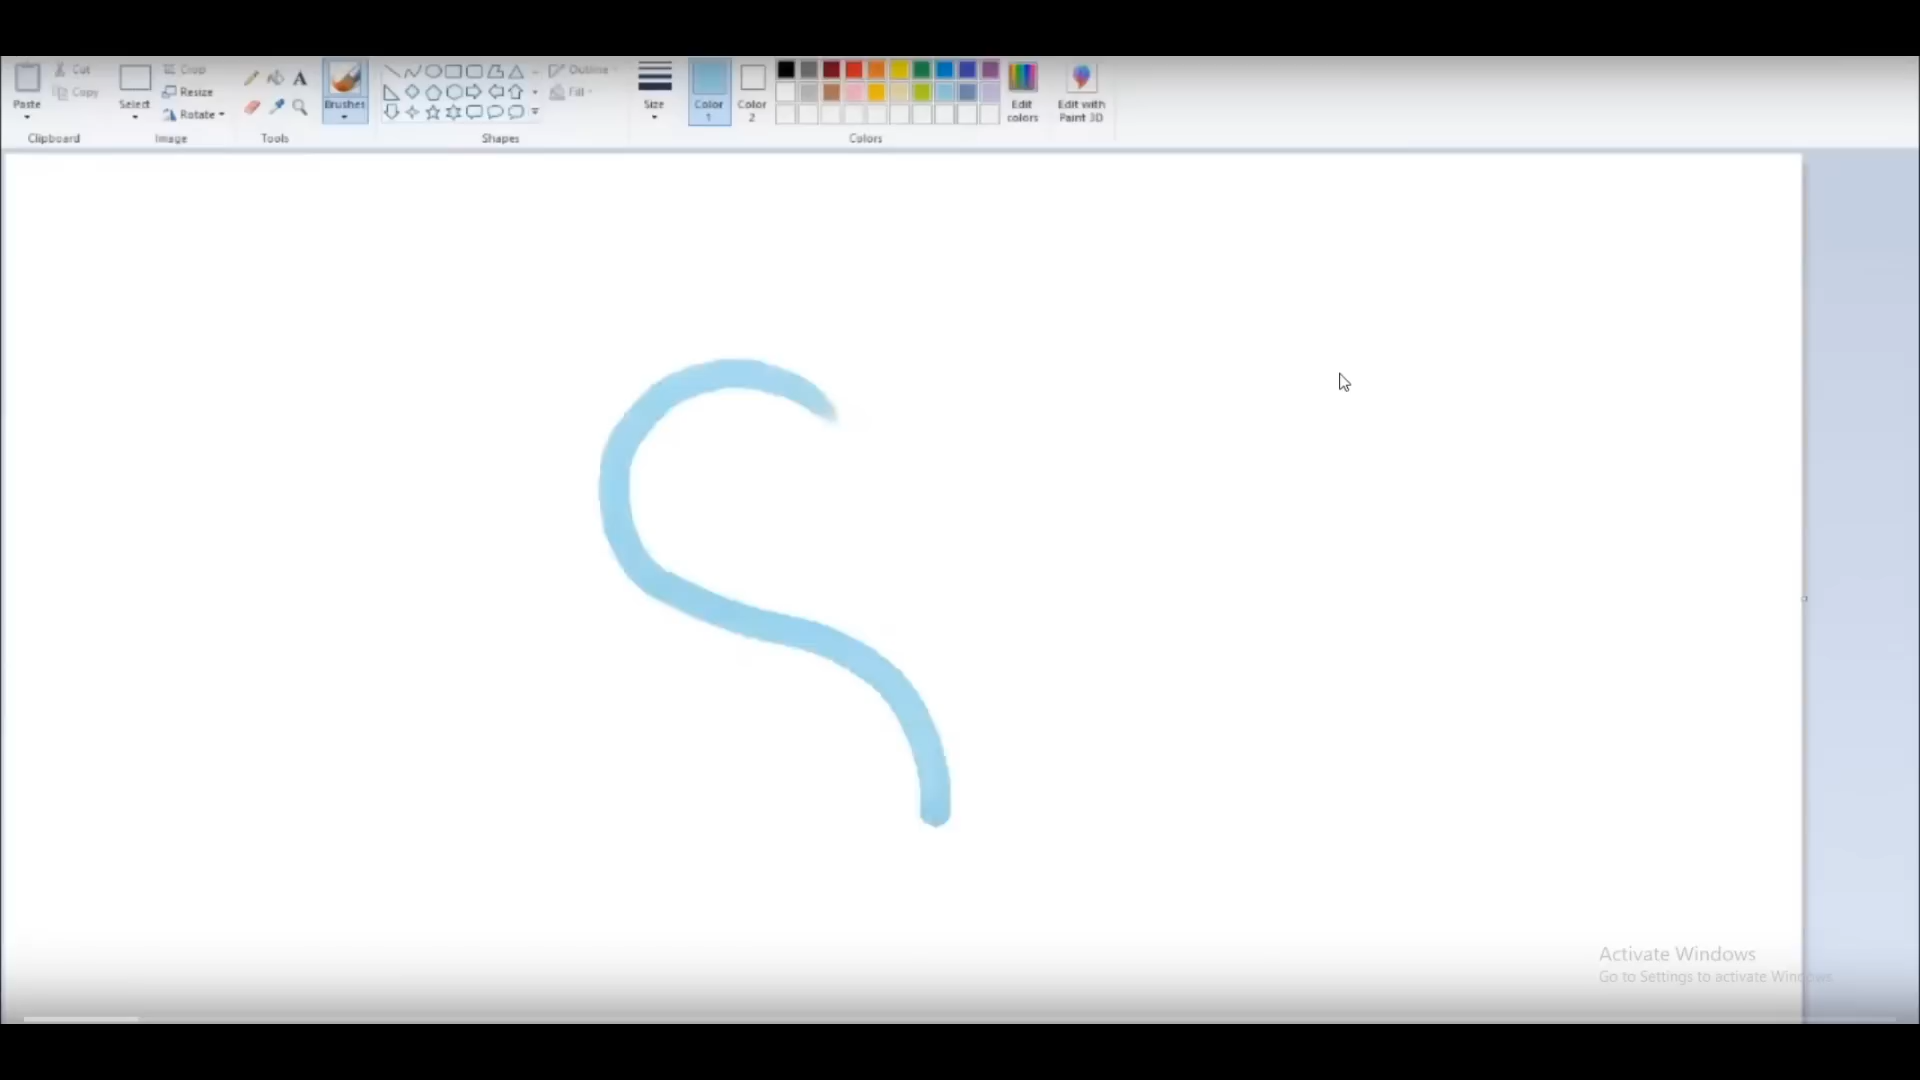 Paste
Cut
Copy
Clipboard
Select
Crop
Resize
Rotate
Image
A
Tools
Brushes
Outline
Fill
Shapes
Size
Color
1
Color
2
Colors
Edit
colors
Edit with
Paint 3D
Activate Windows
Go to Settings to activate Windows.